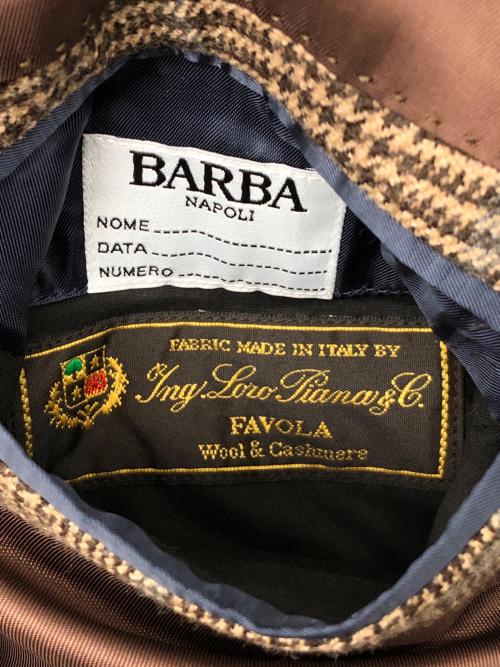 BARBA
NAPOLI
NOME
DATA
NUMERO
FABRIC MADE IN ITALY BY
Ing. Loro Piana & C.
FAVOLA
Wool & Cashmere